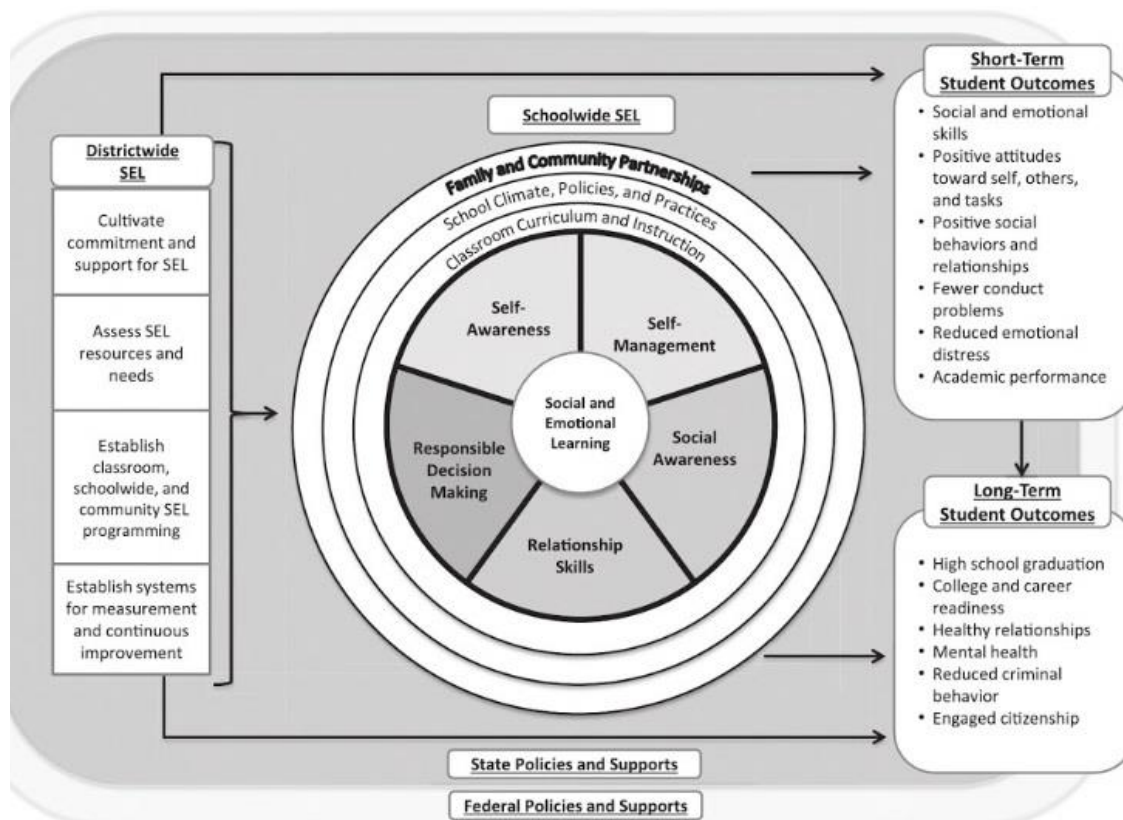 Short-Term
Student Outcomes
• Social and emotional
skills
• Positive attitudes
toward self, others,
and tasks
• Positive social
behaviors and
relationships
• Fewer conduct
problems
• Reduced emotional
distress
• Academic performance
Schoolwide SEL
Districtwide
SEL
Cultivate
commitment and
support for SEL
Assess SEL
resources and
needs
Establish
classroom,
schoolwide, and
community SEL
programming
Establish systems
for measurement
and continuous
improvement
Family and Community Partnerships
School Climate, Policies, and Practices
Classroom Curriculum and Instruction
Self-
Awareness
Self-
Management
Social and
Emotional
Learning
Responsible
Decision
Making
Social
Awareness
Relationship
Skills
Long-Term
Student Outcomes
• High school graduation
• College and career
readiness
• Healthy relationships
• Mental health
• Reduced criminal
behavior
• Engaged citizenship
State Policies and Supports
Federal Policies and Supports